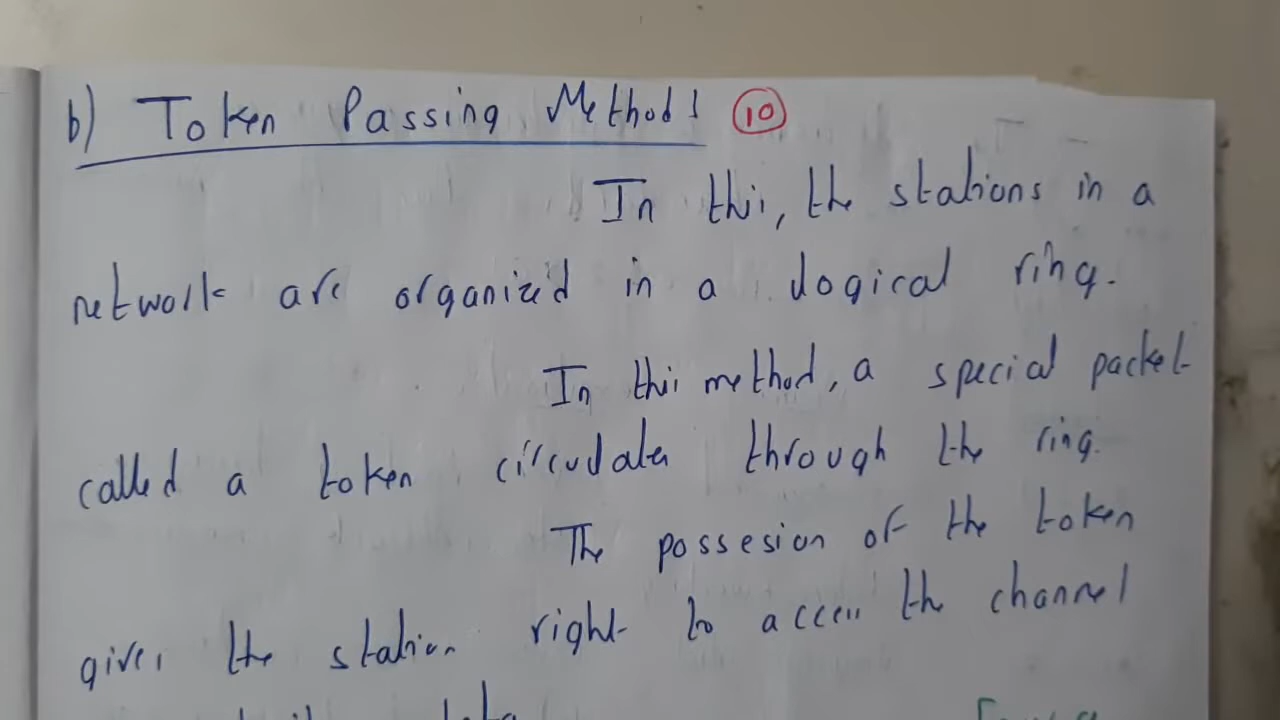 b) Token Passing Method: 10
In this, the stations in a
network are organized in a logical ring.
In this method, a special packet
called a token circulates through the ring.
The possesion of the token
gives the station right to access the channel
data